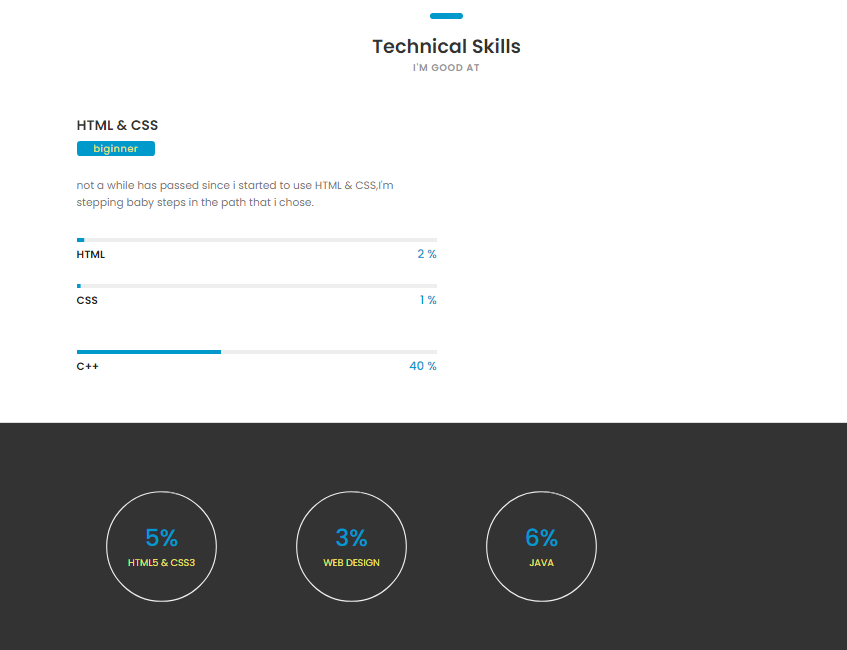 Technical Skills
I'M GOOD AT
HTML & CSS
biginner
not a while has passed since i started to use HTML & CSS,I'm
stepping baby steps in the path that i chose.
HTML 2 %
CSS 1 %
C++ 40 %
5% 3% 6%
HTML5 & CSS3 WEB DESIGN JAVA